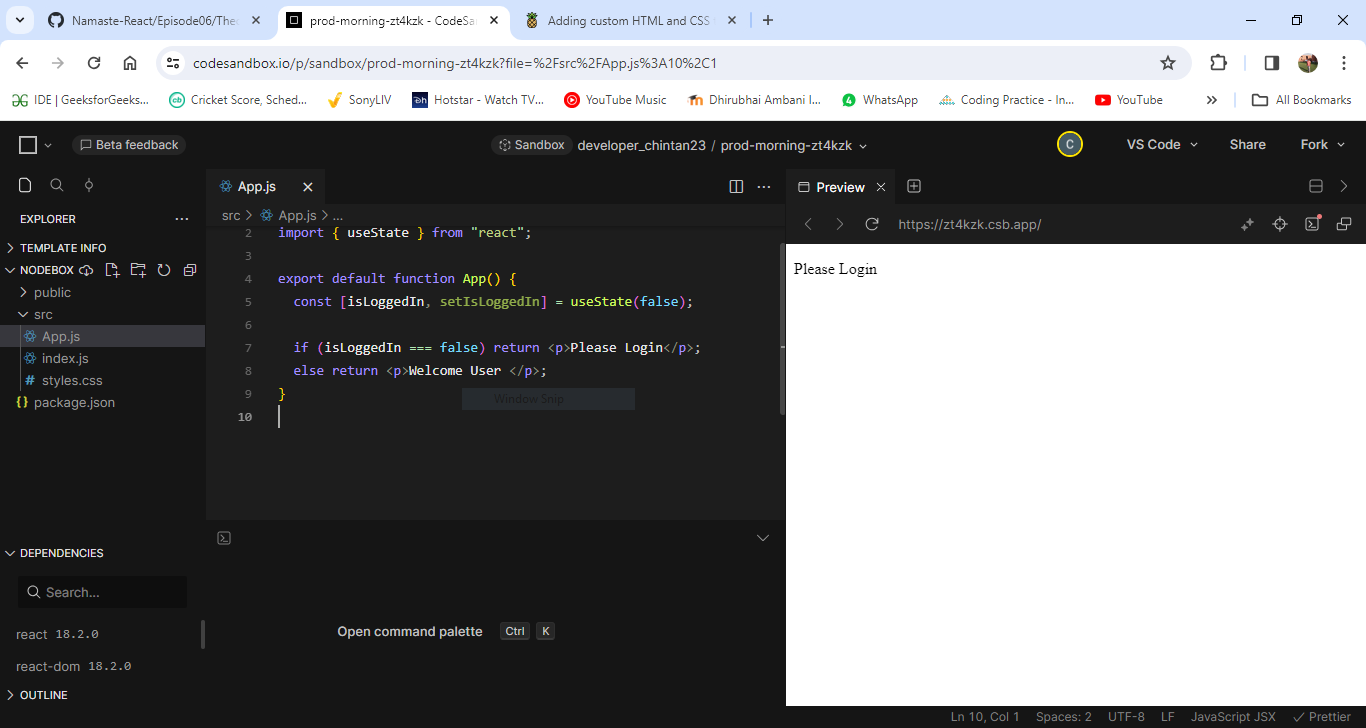 Namaste-React/Episode06/The
prod-morning-zt4kzk - CodeSa
Adding custom HTML and CSS
codesandbox.io/p/sandbox/prod-morning-zt4kzk?file=%2Fsrc%2FApp.js%3A10%2C1
IDE | GeeksforGeeks...
Cricket Score, Sched...
SonyLIV
Hotstar - Watch TV...
YouTube Music
Dhirubhai Ambani I...
WhatsApp
Coding Practice - In...
YouTube
All Bookmarks
Beta feedback
Sandbox
developer_chintan23 / prod-morning-zt4kzk
C
VS Code
Share
Fork
EXPLORER
TEMPLATE INFO
NODEBOX
public
src
App.js
index.js
styles.css
package.json
DEPENDENCIES
Search...
react 18.2.0
react-dom 18.2.0
OUTLINE
App.js
src > App.js > ...
2 import { useState } from "react";
3
4 export default function App() {
5 const [isLoggedIn, setIsLoggedIn] = useState(false);
6
7 if (isLoggedIn === false) return <p>Please Login</p>;
8 else return <p>Welcome User </p>;
9 }
10
Window Snip
Open command palette Ctrl K
Preview
https://zt4kzk.csb.app/
Please Login
Ln 10, Col 1
Spaces: 2
UTF-8
LF
JavaScript JSX
Prettier